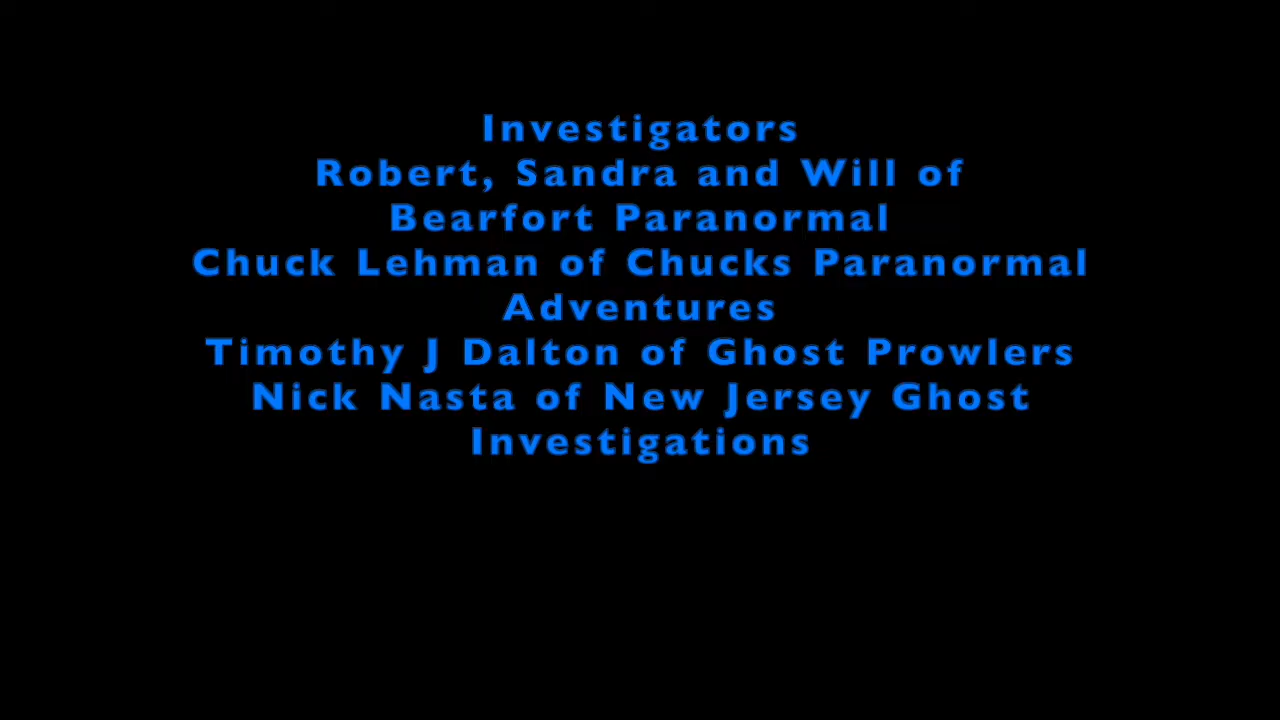 Investigators
Robert, Sandra and Will of
Bearfort Paranormal
Chuck Lehman of Chucks Paranormal
Adventures
Timothy J Dalton of Ghost Prowlers
Nick Nasta of New Jersey Ghost
Investigations